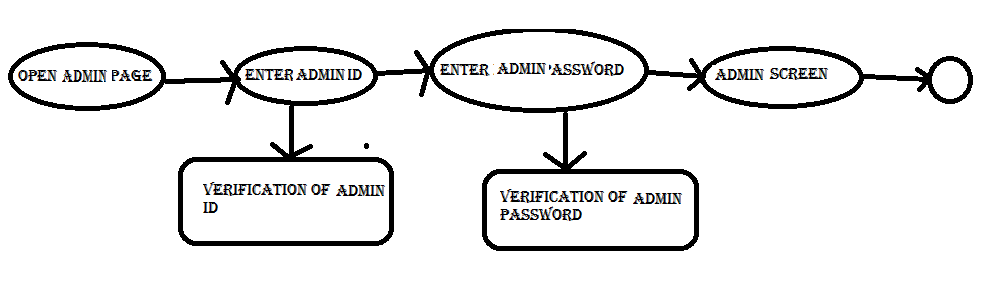 OPEN ADMIN PAGE
ENTER ADMIN ID
ENTER ADMIN 'ASSWORD
ADMIN SCREEN
VERIFICATION OF ADMIN
ID
VERIFICATION OF ADMIN
PASSWORD